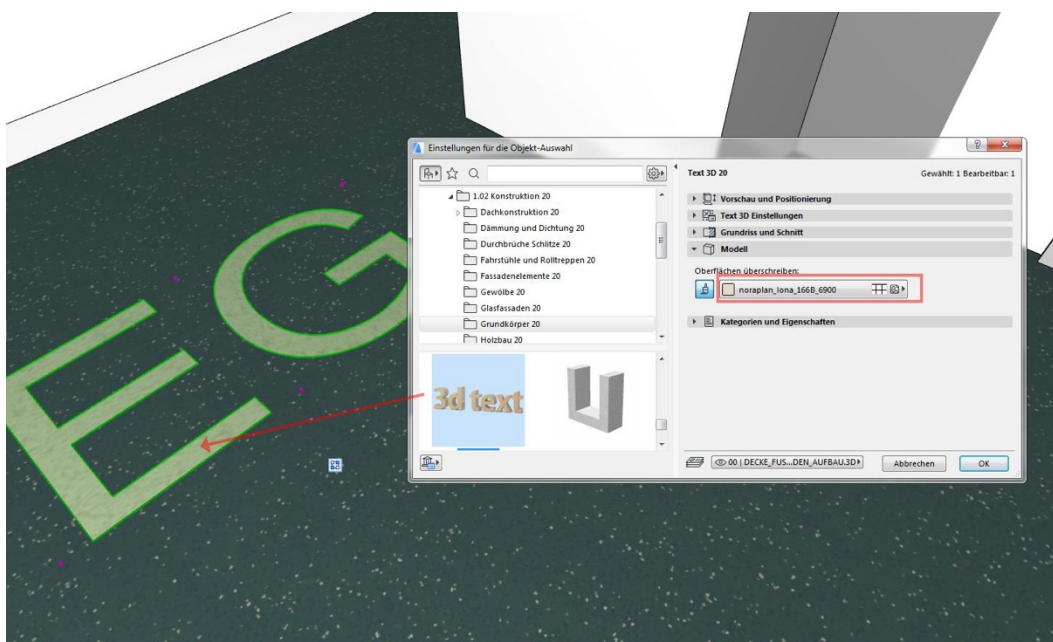 EG
Einstellungen für die Objekt-Auswahl
1.02 Konstruktion 20
Dachkonstruktion 20
Dämmung und Dichtung 20
Durchbrüche Schlitze 20
Fahrstühle und Rolltreppen 20
Fassadenelemente 20
Gewölbe 20
Glasfassaden 20
Grundkörper 20
Holzbau 20
3d text
Text 3D 20
Gewählt: 1 Bearbeitbar: 1
Vorschau und Positionierung
Text 3D Einstellungen
Grundriss und Schnitt
Modell
Oberflächen überschreiben:
noraplan_Iona_166B_6900
Kategorien und Eigenschaften
00 | DECKE_FUS...DEN_AUFBAU.3D
Abbrechen
OK